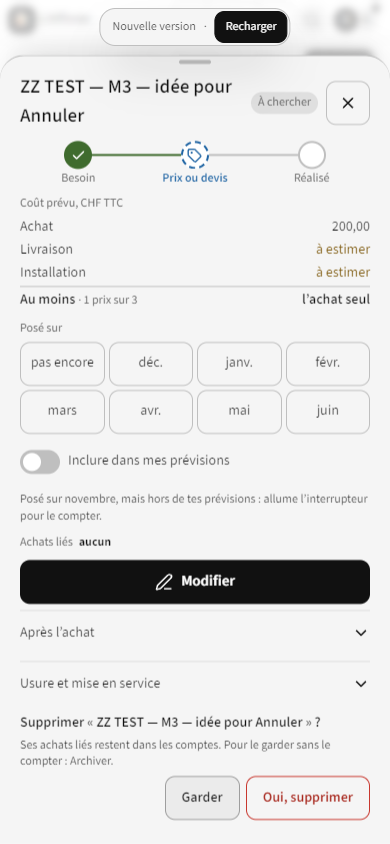 Nouvelle version · Recharger
ZZ TEST — M3 — idée pour
Annuler
À chercher
Besoin
Prix ou devis
Réalisé
Coût prévu, CHF TTC
Achat 200,00
Livraison à estimer
Installation à estimer
Au moins · 1 prix sur 3 l'achat seul
Posé sur
pas encore déc. janv. févr.
mars avr. mai juin
Inclure dans mes prévisions
Posé sur novembre, mais hors de tes prévisions : allume l'interrupteur
pour le compter.
Achats liés aucun
Modifier
Après l'achat
Usure et mise en service
Supprimer « ZZ TEST — M3 — idée pour Annuler » ?
Ses achats liés restent dans les comptes. Pour le garder sans le
compter : Archiver.
Garder Oui, supprimer